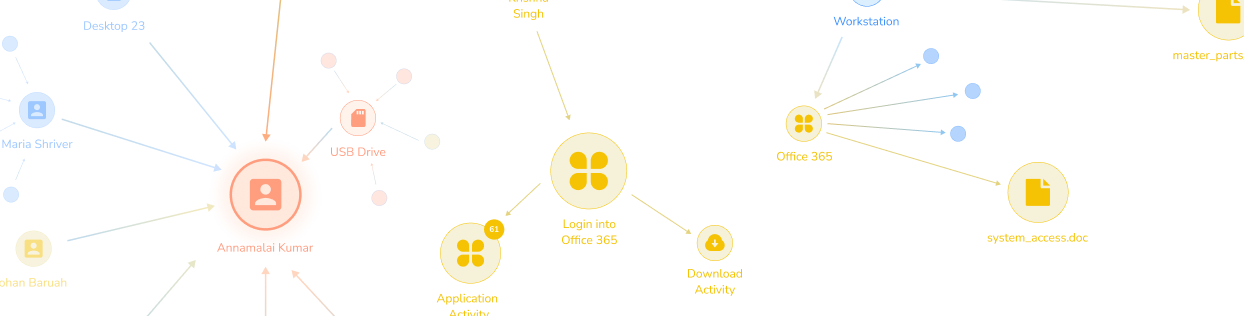 Singh
Desktop 23
Workstation
master_parts
Maria Shriver
USB Drive
Office 365
Login into
Office 365
system_access.doc
Annamalai Kumar
61
Download
Activity
ohan Baruah
Application
Activity